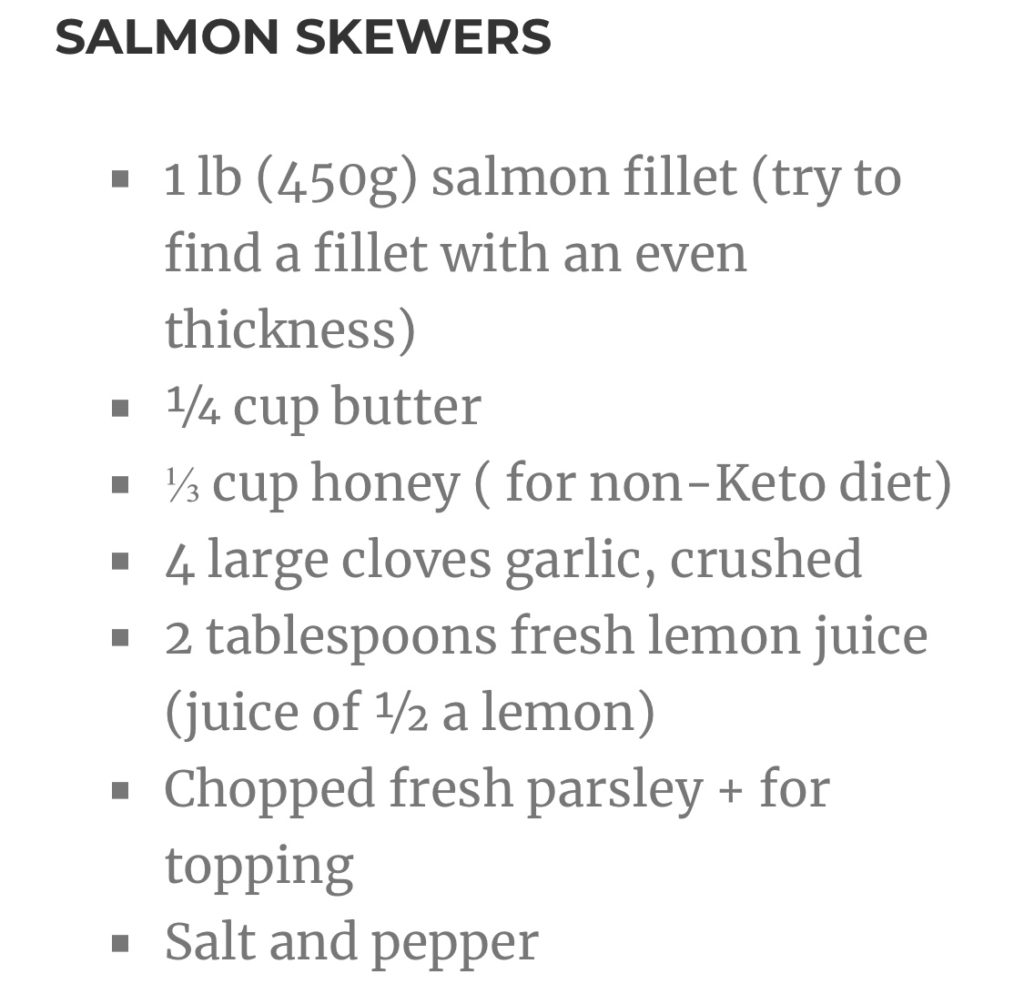 SALMON SKEWERS
▪ 1 lb (450g) salmon fillet (try to
find a fillet with an even
thickness)
▪ ¼ cup butter
▪ ⅓ cup honey ( for non-Keto diet)
▪ 4 large cloves garlic, crushed
▪ 2 tablespoons fresh lemon juice
(juice of ½ a lemon)
▪ Chopped fresh parsley + for
topping
▪ Salt and pepper